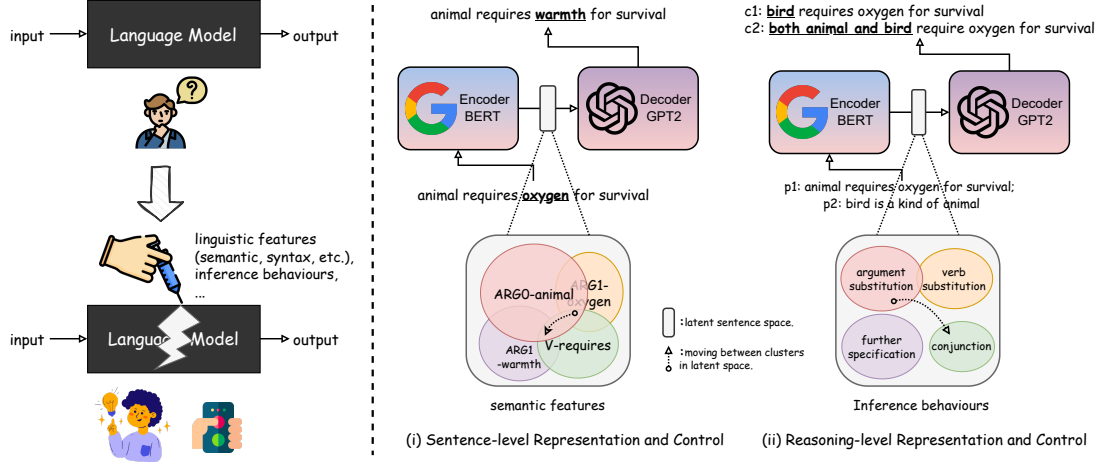 input
Language Model
output
?
linguistic features
(semantic, syntax, etc.),
inference behaviours,
...
input
Language Model
output
animal requires warmth for survival
Encoder
BERT
Decoder
GPT2
animal requires oxygen for survival
ARG0-animal
ARG1-
oxygen
ARG1
-warmth
V-requires
semantic features
(i) Sentence-level Representation and Control
: latent sentence space.
: moving between clusters
in latent space.
c1: bird requires oxygen for survival
c2: both animal and bird require oxygen for survival
Encoder
BERT
Decoder
GPT2
p1: animal requires oxygen for survival;
p2: bird is a kind of animal
argument
substitution
verb
substitution
further
specification
conjunction
Inference behaviours
(ii) Reasoning-level Representation and Control